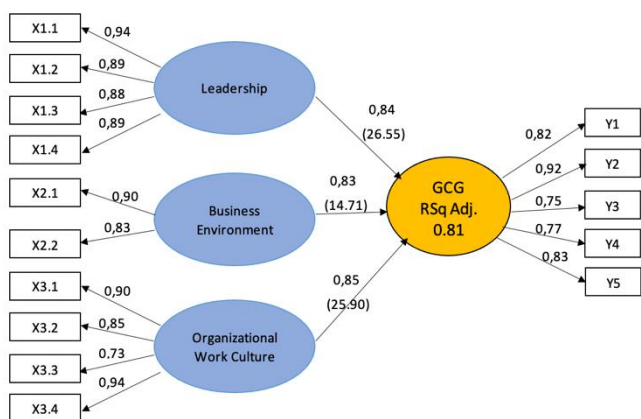 X1.1
0,94
X1.2
0,89
X1.3
0,88
X1.4
0,89
Leadership
0,84
(26.55)
X2.1
0,90
X2.2
0,83
Business
Environment
0,83
(14.71)
X3.1
0,90
X3.2
0,85
X3.3
0.73
X3.4
0,94
Organizational
Work Culture
0,85
(25.90)
GCG
RSq Adj.
0.81
0,82
Y1
0,92
Y2
0,75
Y3
0,77
Y4
0,83
Y5